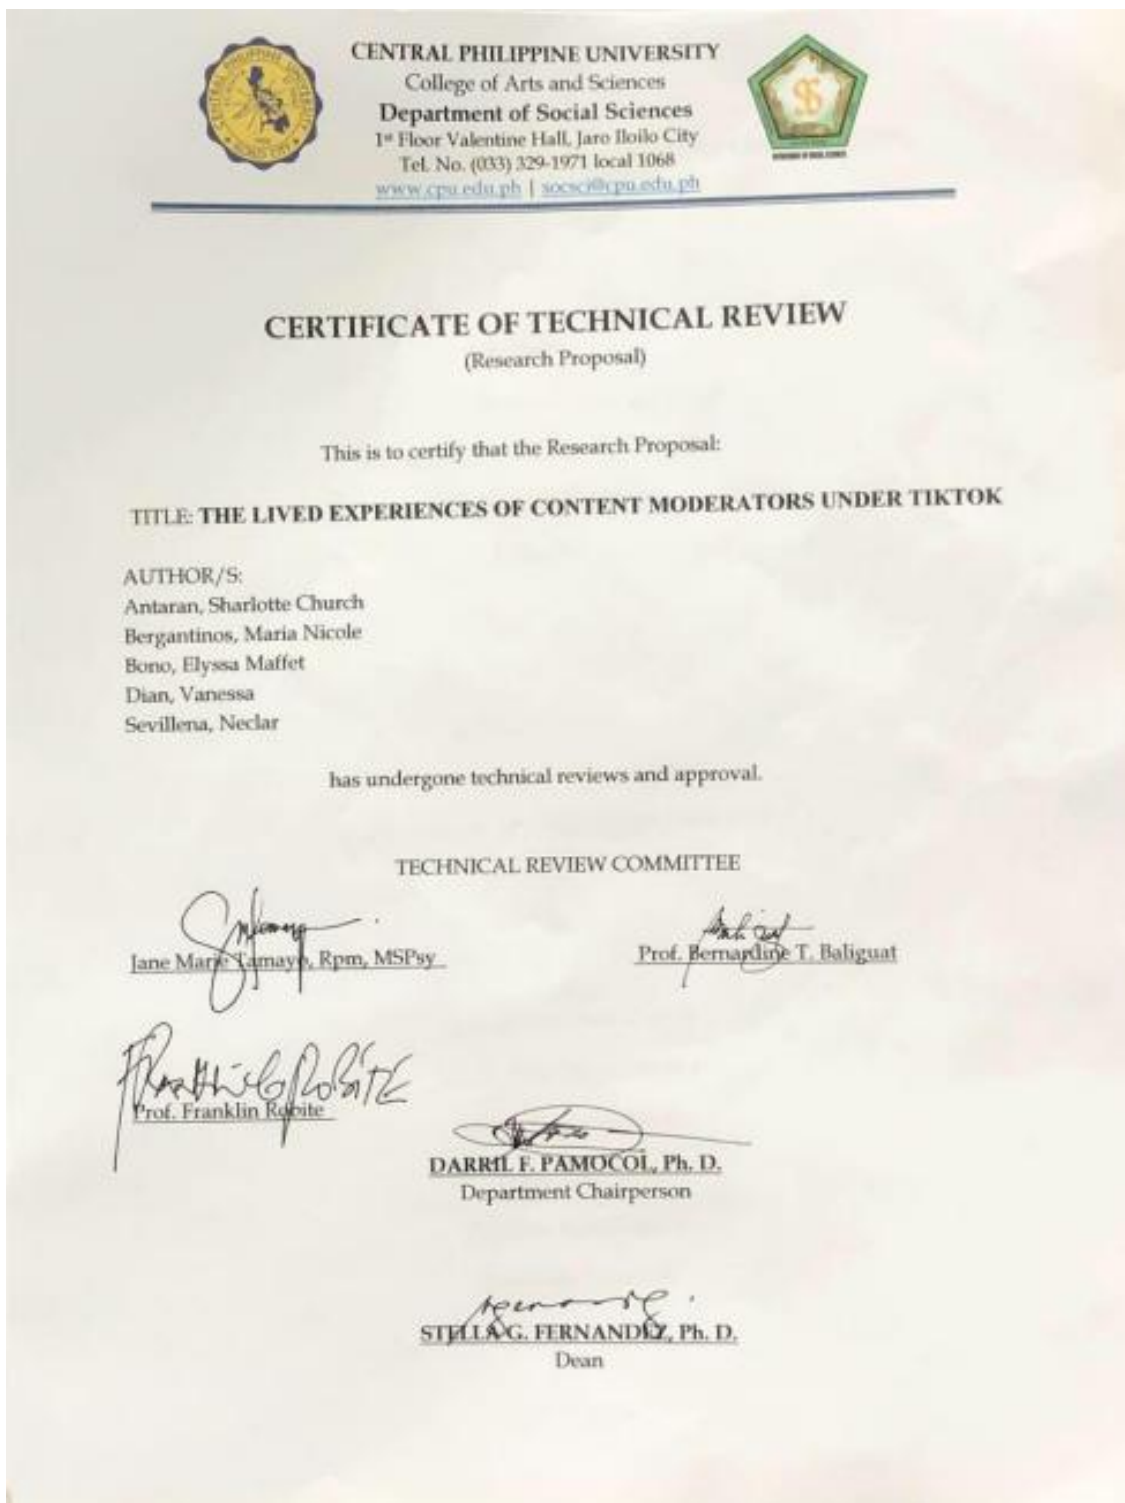 CENTRAL PHILIPPINE UNIVERSITY
College of Arts and Sciences
Department of Social Sciences
1st Floor Valentine Hall, Jaro Iloilo City
Tel. No. (033) 329-1971 local 1068
www.cpu.edu.ph | socsci@cpu.edu.ph
CERTIFICATE OF TECHNICAL REVIEW
(Research Proposal)
This is to certify that the Research Proposal:
TITLE: THE LIVED EXPERIENCES OF CONTENT MODERATORS UNDER TIKTOK
AUTHOR/S:
Antaran, Sharlotte Church
Bergantinos, Maria Nicole
Bono, Elyssa Maffet
Dian, Vanessa
Sevillena, Neclar
has undergone technical reviews and approval.
TECHNICAL REVIEW COMMITTEE
Jane Marie Tamayo, Rpm, MSPsy
Prof. Bernardine T. Baliguat
Prof. Franklin Robite
DARRIL F. PAMOCOL, Ph. D.
Department Chairperson
STELLA G. FERNANDEZ, Ph. D.
Dean